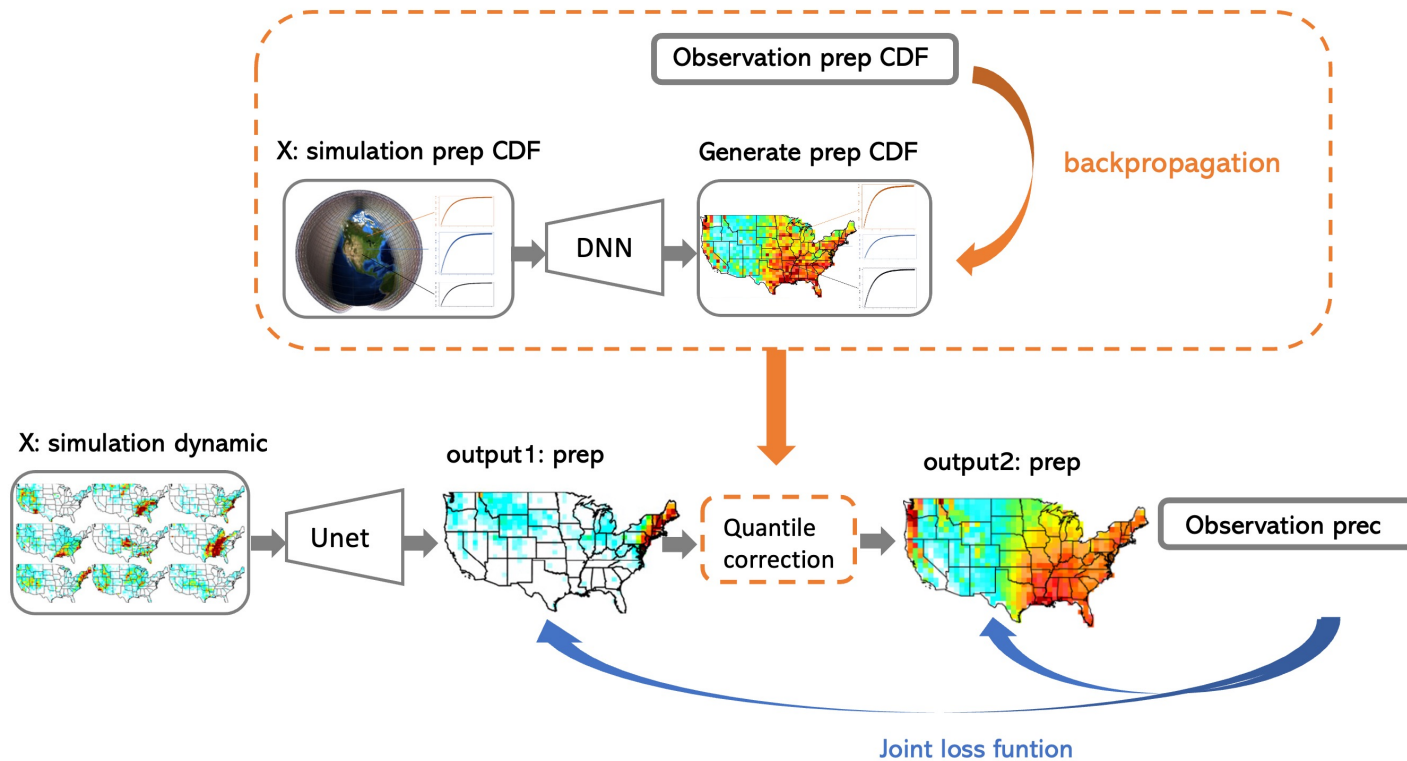 Observation prep CDF
X: simulation prep CDF
Generate prep CDF
backpropagation
DNN
X: simulation dynamic
output1: prep
output2: prep
Unet
Quantile
correction
Observation prec
Joint loss funtion